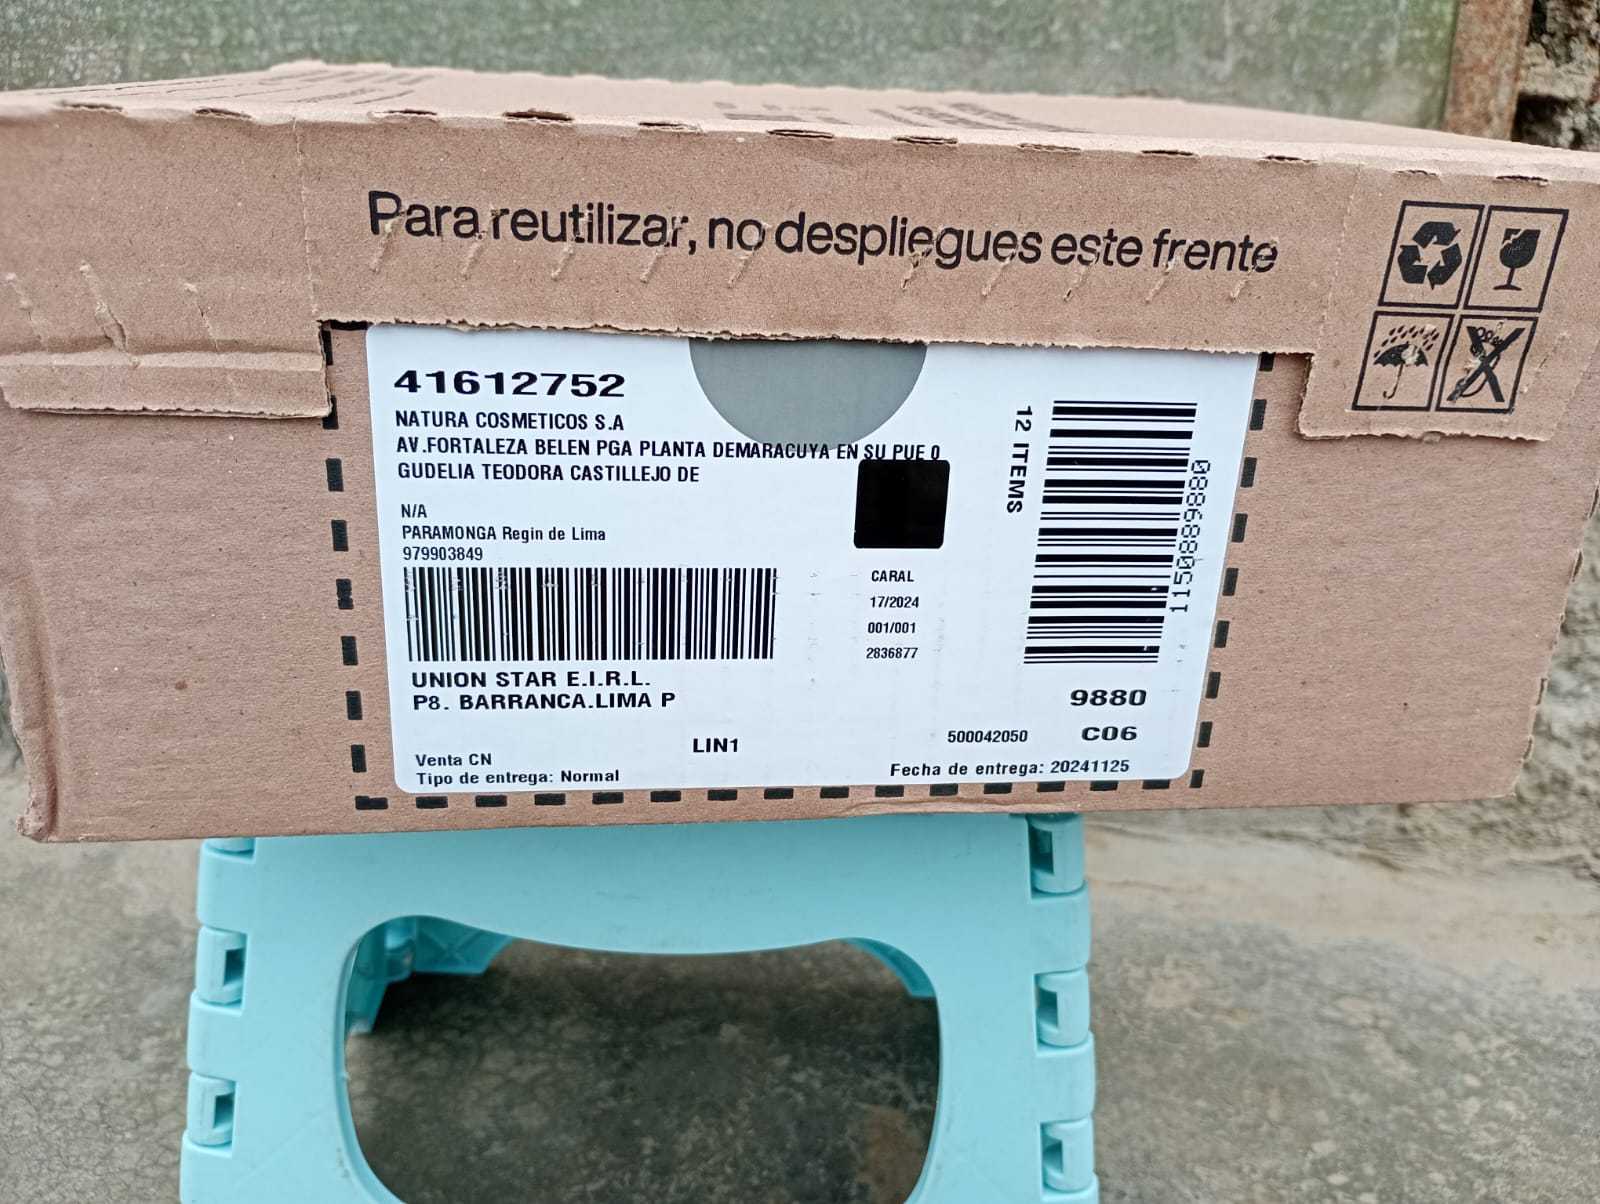 Para reutilizar, no despliegues este frente
41612752
NATURA COSMETICOS S.A
AV.FORTALEZA BELEN PGA PLANTA DEMARACUYA EN SU PUE 0
GUDELIA TEODORA CASTILLEJO DE
N/A
PARAMONGA Regin de Lima
979903849
12 ITEMS
CARAL
17/2024
001/001
2836877
UNION STAR E.I.R.L.
P8. BARRANCA.LIMA P
9880
LIN1
500042050
C06
Venta CN
Tipo de entrega: Normal
Fecha de entrega: 20241125